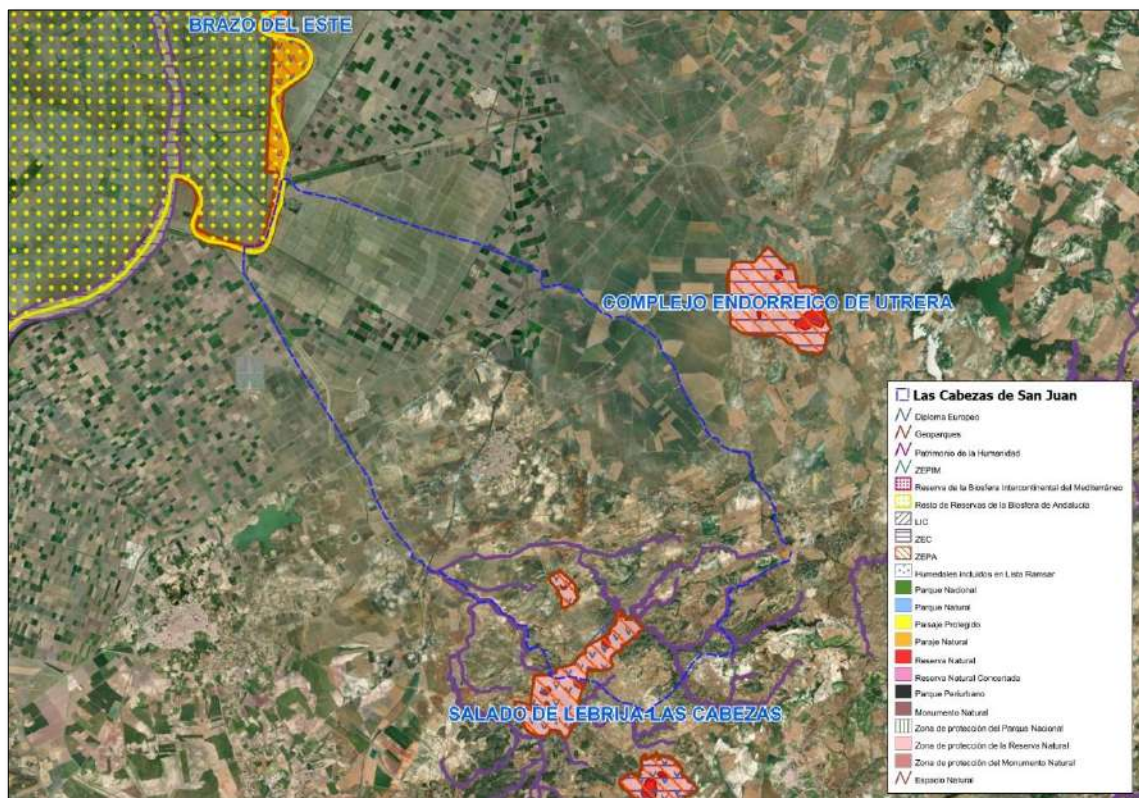 BRAZO DEL ESTE
COMPLEJO ENDORREICO DE UTRERA
SALADO DE LEBRIJA-LAS CABEZAS
Las Cabezas de San Juan
Diploma Europeo
Geoparques
Patrimonio de la Humanidad
ZEPIM
Reserva de la Biosfera Intercontinental del Mediterráneo
Resto de Reservas de la Biosfera de Andalucía
LIC
ZEC
ZEPA
Humedales incluidos en Lista Ramsar
Parque Nacional
Parque Natural
Paisaje Protegido
Paraje Natural
Reserva Natural
Reserva Natural Concertada
Parque Periurbano
Monumento Natural
Zona de protección del Parque Nacional
Zona de protección de la Reserva Natural
Zona de protección del Monumento Natural
Espacio Natural